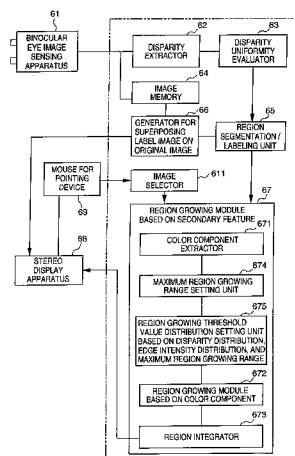 61
BINOCULAR
EYE IMAGE
SENSING
APPARATUS
62
DISPARITY
EXTRACTOR
63
DISPARITY
UNIFORMITY
EVALUATOR
64
IMAGE
MEMORY
66
GENERATOR FOR
SUPERPOSING
LABEL IMAGE ON
ORIGINAL IMAGE
65
REGION
SEGMENTATION /
LABELING UNIT
MOUSE FOR
POINTING
DEVICE
69
611
IMAGE
SELECTOR
67
REGION GROWING MODULE
BASED ON SECONDARY FEATURE
671
COLOR COMPONENT
EXTRACTOR
68
STEREO
DISPLAY
APPARATUS
674
MAXIMUM REGION GROWING
RANGE SETTING UNIT
675
REGION GROWING THRESHOLD
VALUE DISTRIBUTION SETTING UNIT
BASED ON DISPARITY DISTRIBUTION,
EDGE INTENSITY DISTRIBUTION, AND
MAXIMUM REGION GROWING RANGE
672
REGION GROWING MODULE
BASED ON COLOR COMPONENT
673
REGION INTEGRATOR